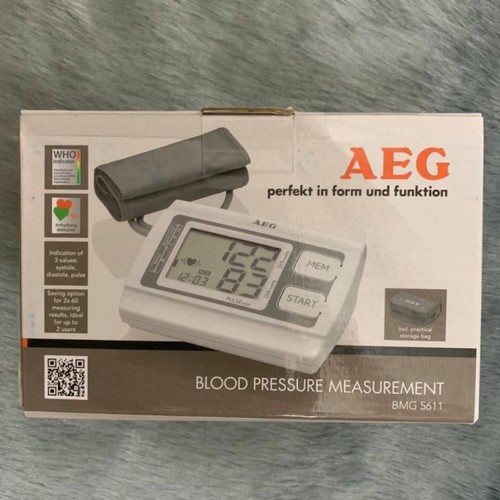 WHO
indicator
AEG
perfekt in form und funktion
Indication of
3 values:
systole,
diastole, pulse
Saving option
for 2x 60
measuring
results, ideal
for up to
2 users
AEG
122
83
12:03
PUL/min
MEM
START
Incl. practical
storage bag
BLOOD PRESSURE MEASUREMENT
BMG 5611